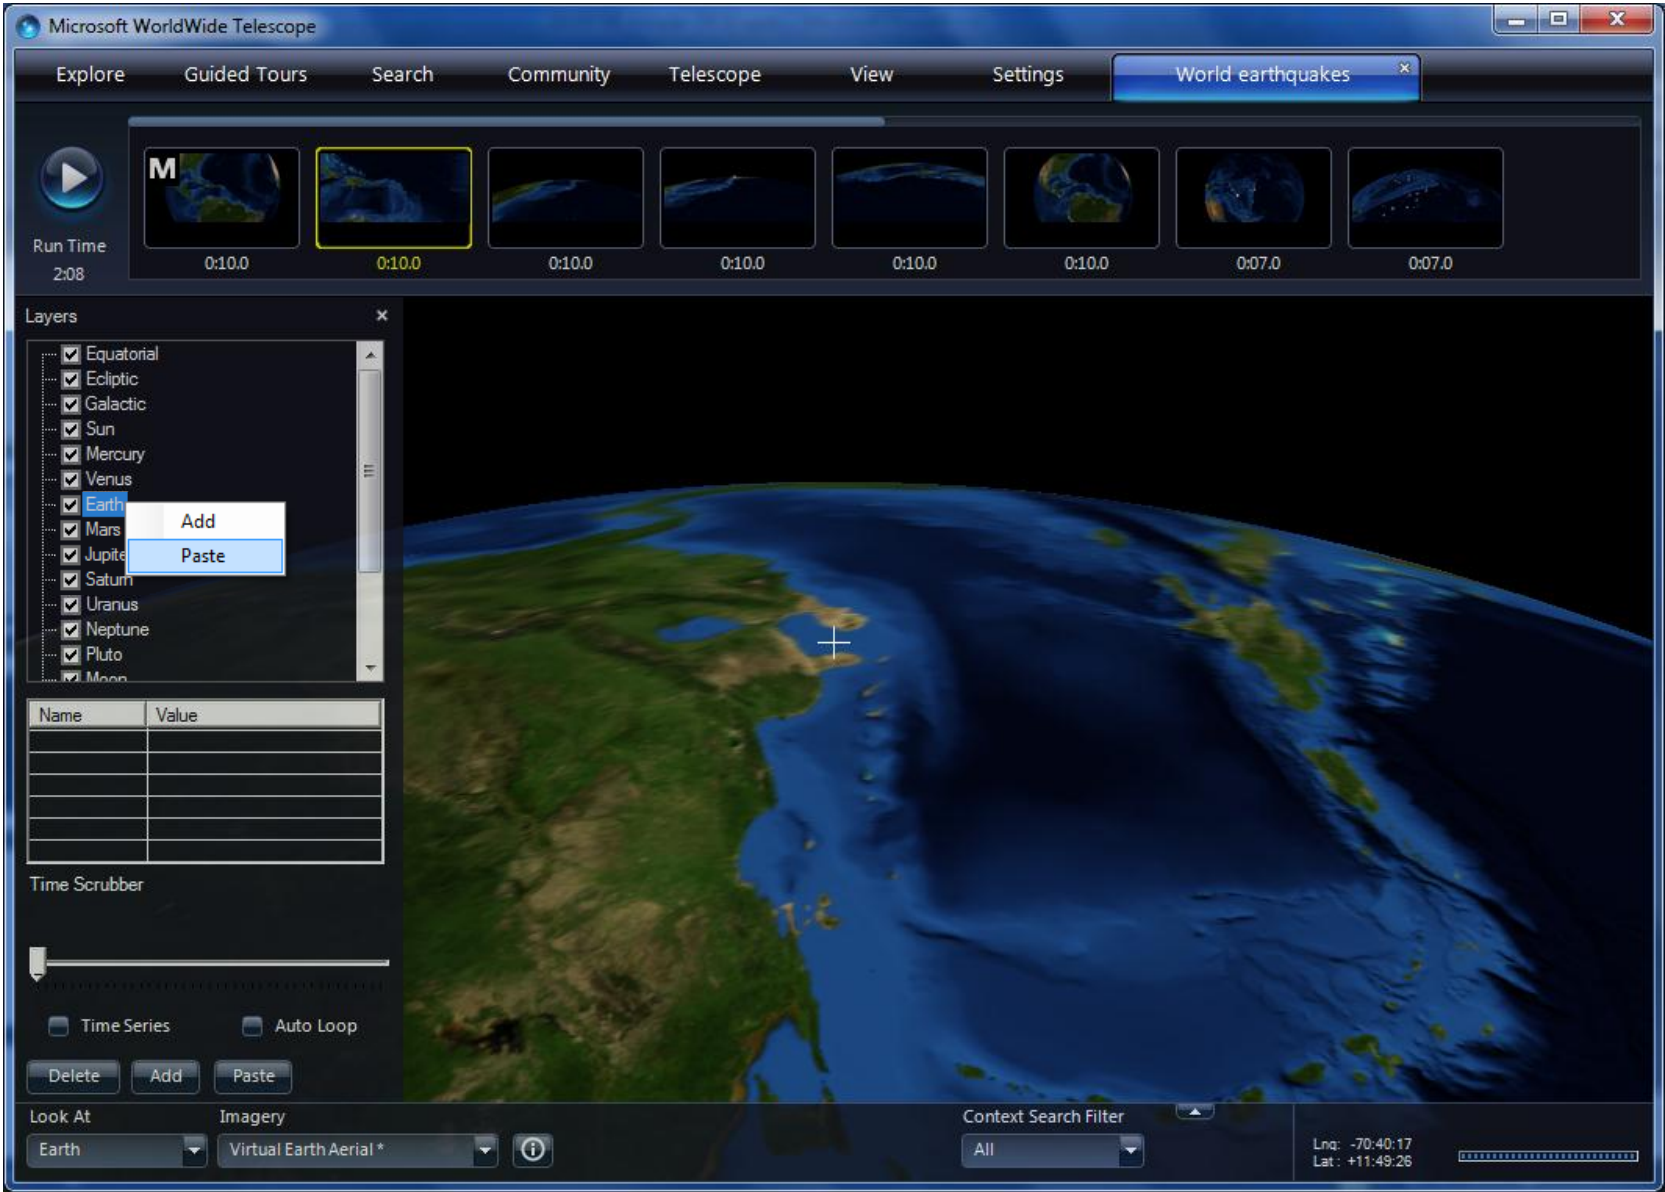 Microsoft WorldWide Telescope
Explore Guided Tours Search Community Telescope View Settings World earthquakes
M
Run Time
2:08
0:10.0 0:10.0 0:10.0 0:10.0 0:10.0 0:10.0 0:07.0 0:07.0
Layers
Equatorial
Ecliptic
Galactic
Sun
Mercury
Venus
Earth
Add
Mars
Paste
Jupite
Saturn
Uranus
Neptune
Pluto
Moon
Name Value
Time Scrubber
Time Series Auto Loop
Delete Add Paste
Look At Imagery Context Search Filter
Earth Virtual Earth Aerial * All
Lng: -70:40:17
Lat : +11:49:26